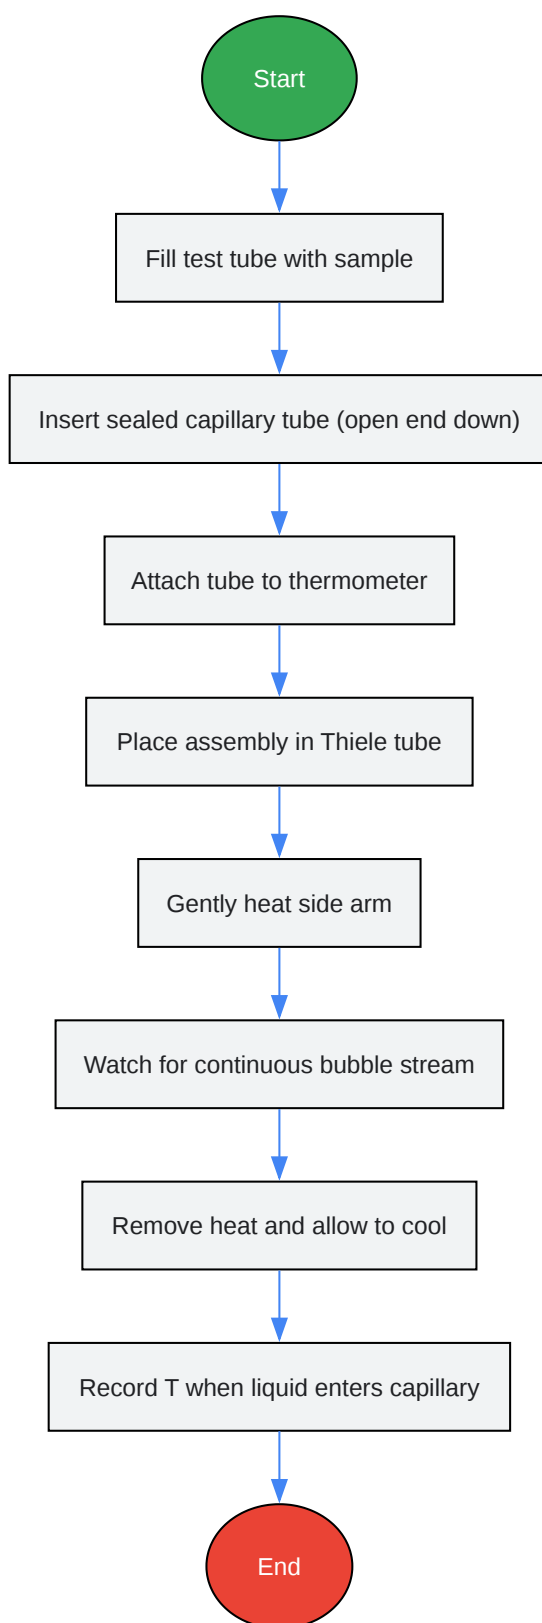 Start
Fill test tube with sample
Insert sealed capillary tube (open end down)
Attach tube to thermometer
Place assembly in Thiele tube
Gently heat side arm
Watch for continuous bubble stream
Remove heat and allow to cool
Record T when liquid enters capillary
End